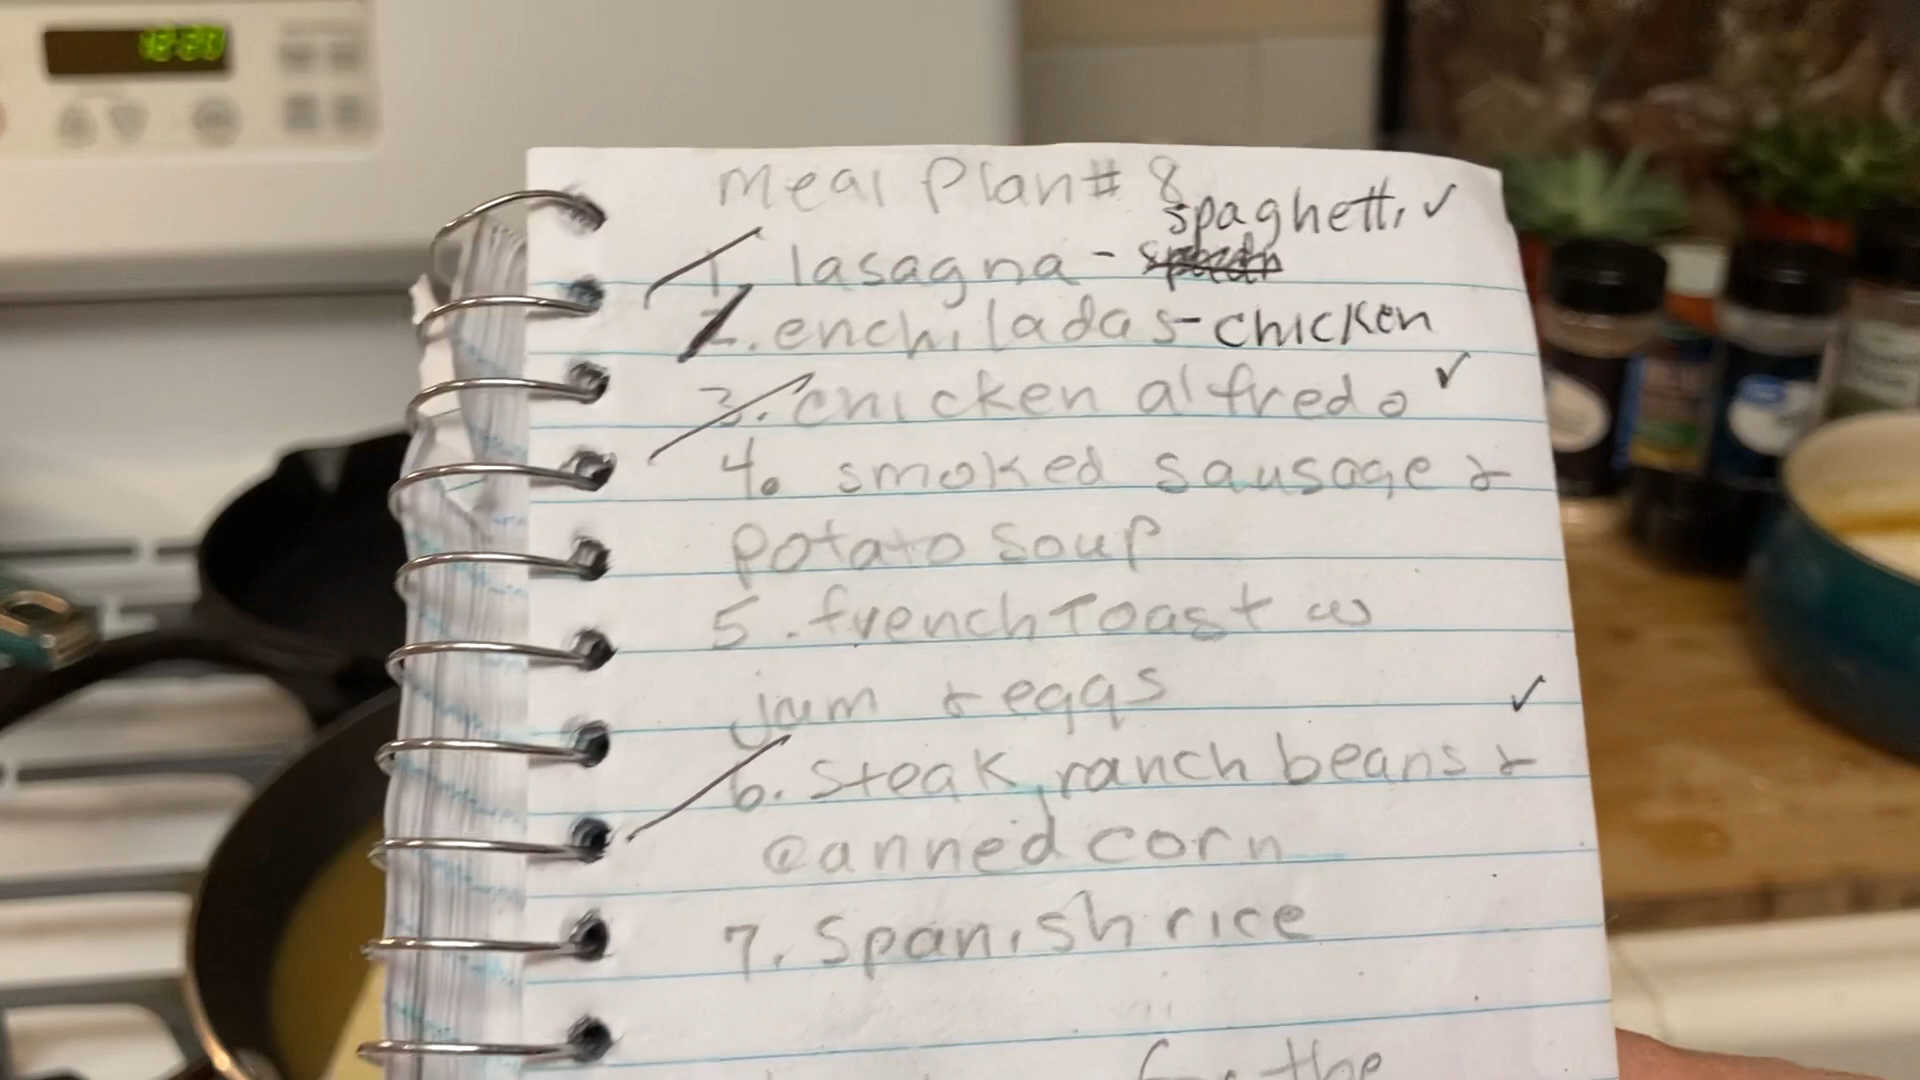 Meal Plan # 8
spaghetti ✓
1. lasagna -
2. enchiladas - chicken
3. chicken alfredo ✓
4. smoked sausage &
potato soup
5. french toast w
jam & eggs ✓
6. steak, ranch beans &
canned corn
7. Spanish rice
the